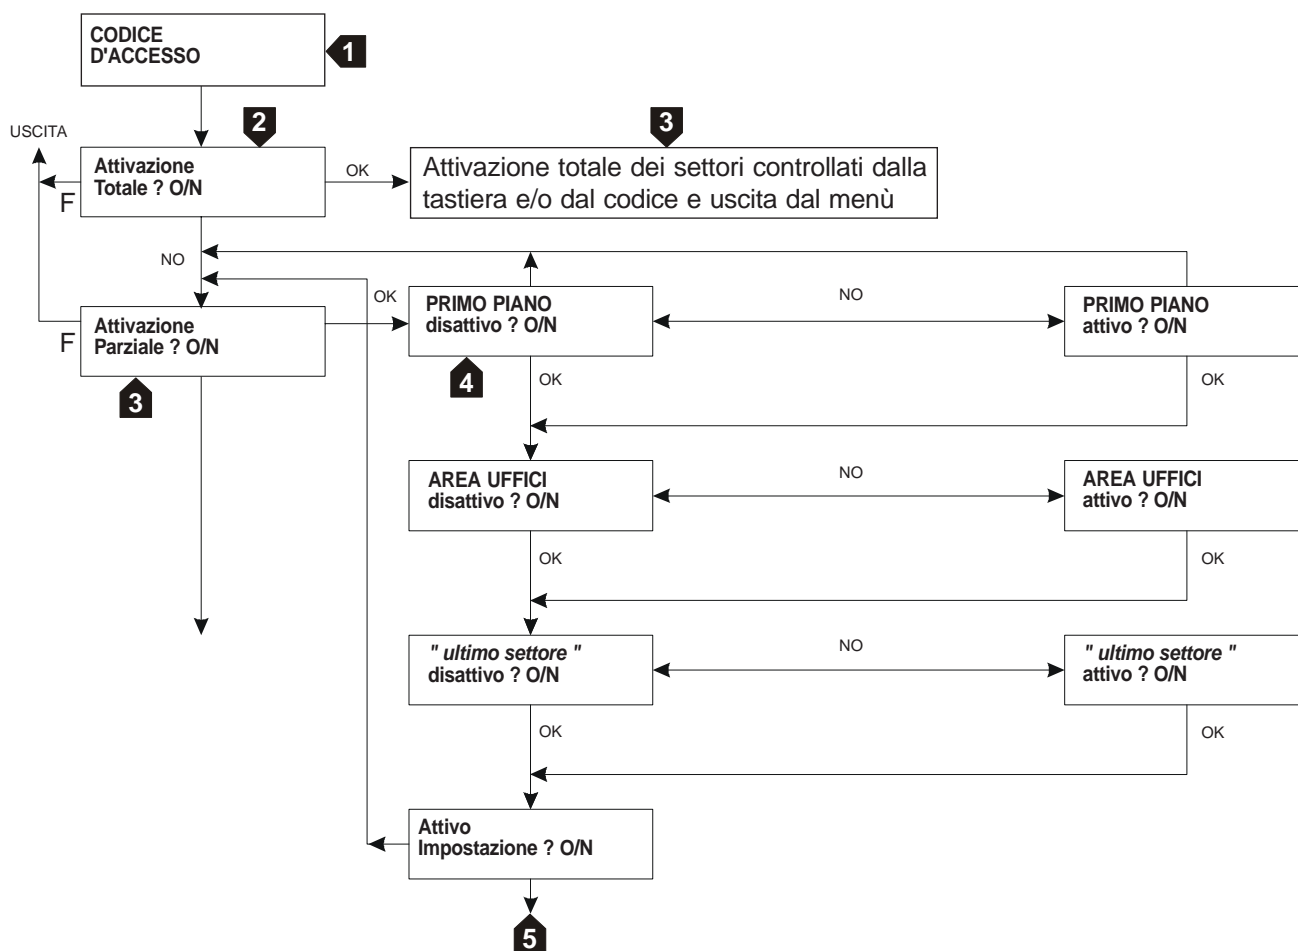 CODICE
D'ACCESSO
1
2
3
USCITA
Attivazione
Totale ? O/N
OK
Attivazione totale dei settori controllati dalla
tastiera e/o dal codice e uscita dal menù
F
NO
OK
PRIMO PIANO
disattivo ? O/N
NO
PRIMO PIANO
attivo ? O/N
Attivazione
Parziale ? O/N
F
3
4
OK
OK
AREA UFFICI
disattivo ? O/N
NO
AREA UFFICI
attivo ? O/N
OK
OK
" ultimo settore "
disattivo ? O/N
NO
" ultimo settore "
attivo ? O/N
OK
OK
Attivo
Impostazione ? O/N
5